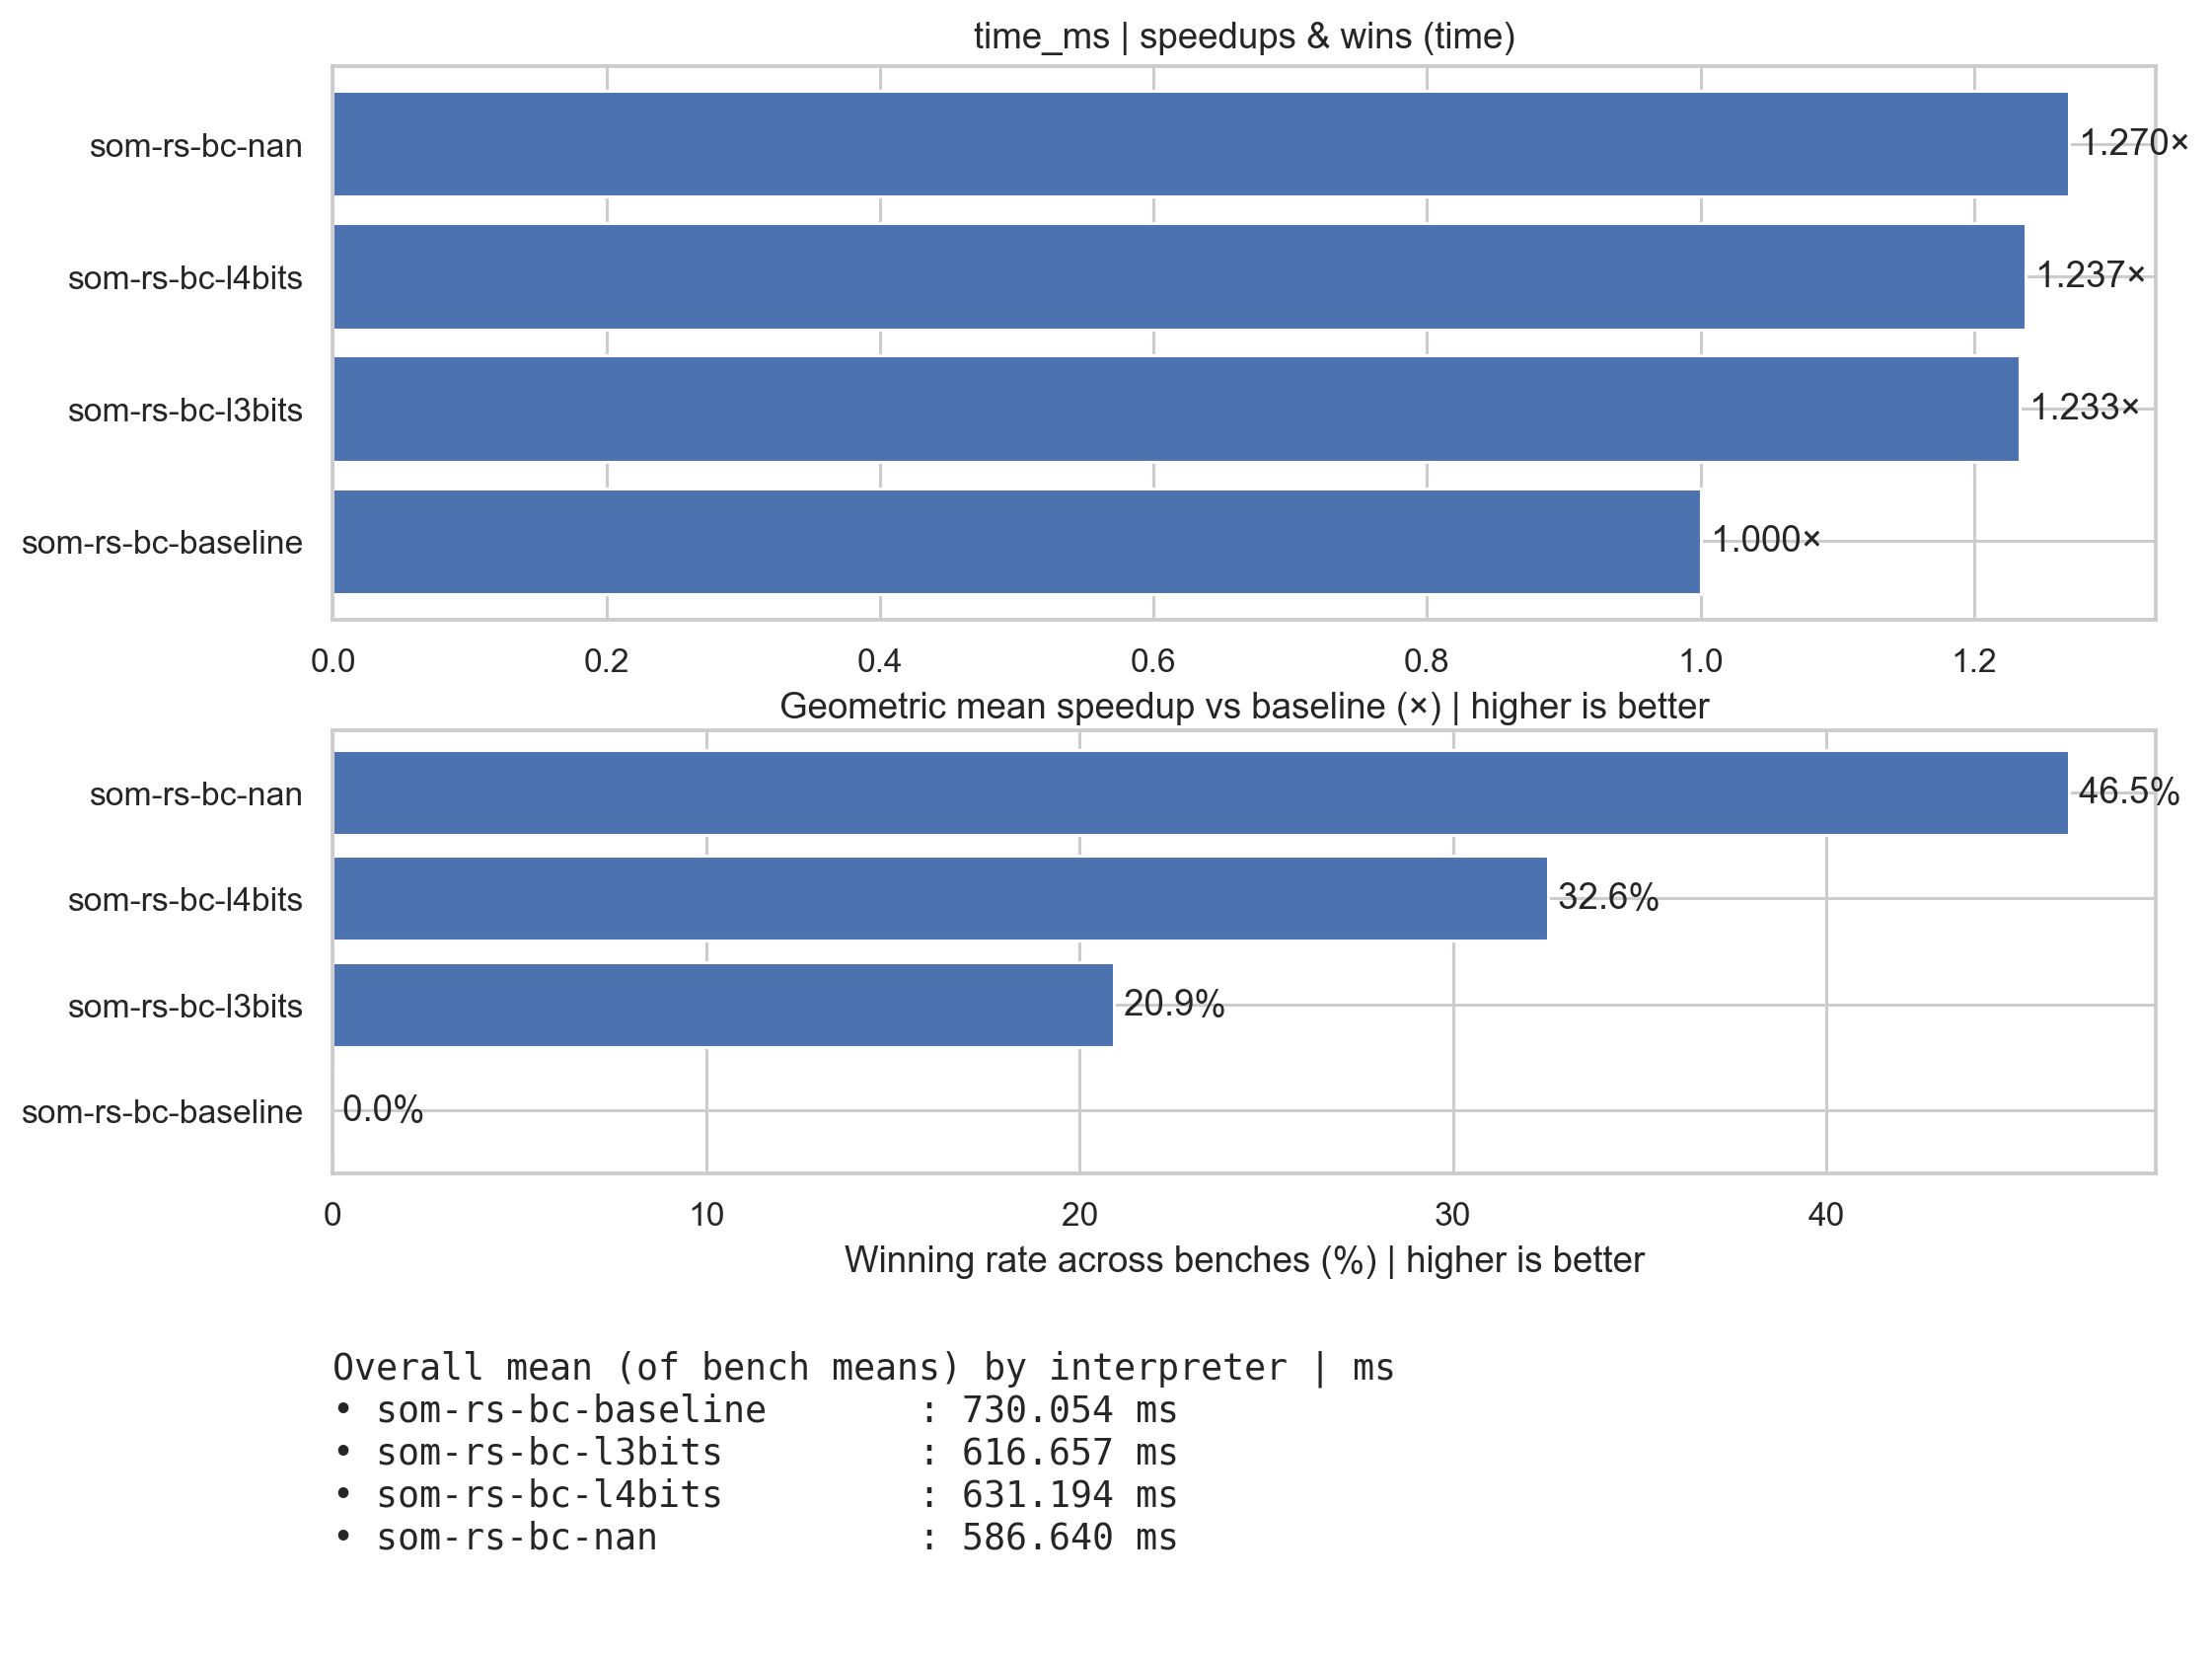 time_ms | speedups & wins (time)
som-rs-bc-nan
1.270×
som-rs-bc-l4bits
1.237×
som-rs-bc-l3bits
1.233×
som-rs-bc-baseline
1.000×
0.0 0.2 0.4 0.6 0.8 1.0 1.2
Geometric mean speedup vs baseline (×) | higher is better
som-rs-bc-nan
46.5%
som-rs-bc-l4bits
32.6%
som-rs-bc-l3bits
20.9%
som-rs-bc-baseline
0.0%
0 10 20 30 40
Winning rate across benches (%) | higher is better
Overall mean (of bench means) by interpreter | ms
• som-rs-bc-baseline : 730.054 ms
• som-rs-bc-l3bits : 616.657 ms
• som-rs-bc-l4bits : 631.194 ms
• som-rs-bc-nan : 586.640 ms